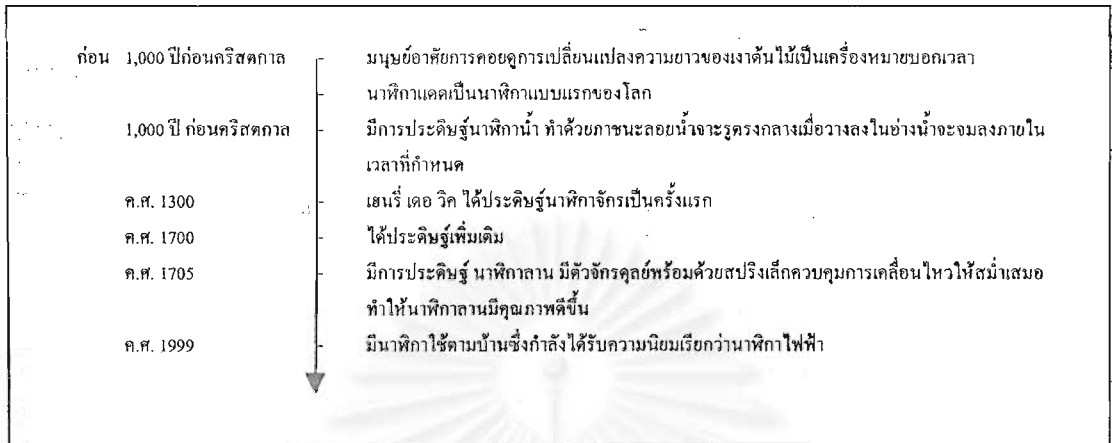 ก่อน 1,000 ปีก่อนคริสตกาล - มนุษย์อาศัยการคอยดูการเปลี่ยนแปลงความยาวของเงาต้นไม้เป็นเครื่องหมายบอกเวลา
- นาฬิกาแดดเป็นนาฬิกาแบบแรกของโลก
1,000 ปี ก่อนคริสตกาล - มีการประดิษฐ์นาฬิกาน้ำ ทำด้วยภาชนะลอยน้ำเจาะรูตรงกลางเมื่อวางลงในอ่างน้ำจะจมลงภายใน
เวลาที่กำหนด
ค.ศ. 1300 - เฮนรี่ เดอ วิค ได้ประดิษฐ์นาฬิกาจักรเป็นครั้งแรก
ค.ศ. 1700 - ได้ประดิษฐ์เพิ่มเติม
ค.ศ. 1705 - มีการประดิษฐ์ นาฬิกาลาน มีตัวจักรดุลย์พร้อมด้วยสปริงเล็กควบคุมการเคลื่อนไหวให้สม่ำเสมอ
ทำให้นาฬิกาลานมีคุณภาพดีขึ้น
ค.ศ. 1999 - มีนาฬิกาใช้ตามบ้านซึ่งกำลังได้รับความนิยมเรียกว่านาฬิกาไฟฟ้า